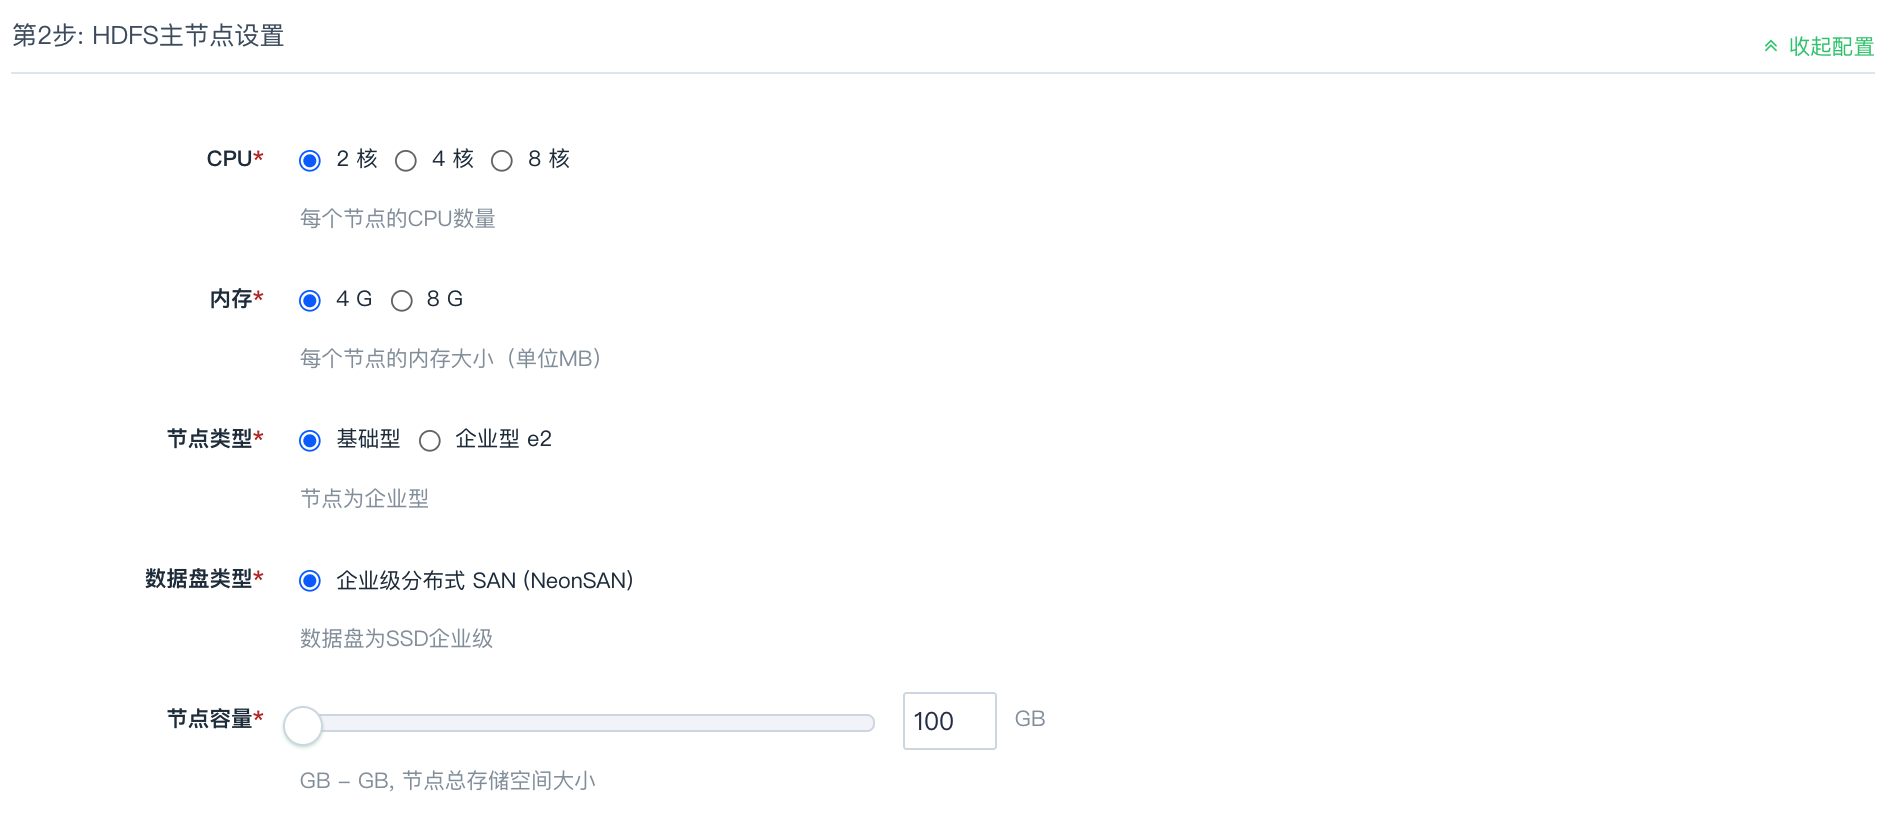 第2步: HDFS主节点设置
收起配置
CPU* 2 核 4 核 8 核
每个节点的CPU数量
内存* 4 G 8 G
每个节点的内存大小（单位MB）
节点类型* 基础型 企业型 e2
节点为企业型
数据盘类型* 企业级分布式 SAN (NeonSAN)
数据盘为SSD企业级
节点容量* 100 GB
GB – GB, 节点总存储空间大小